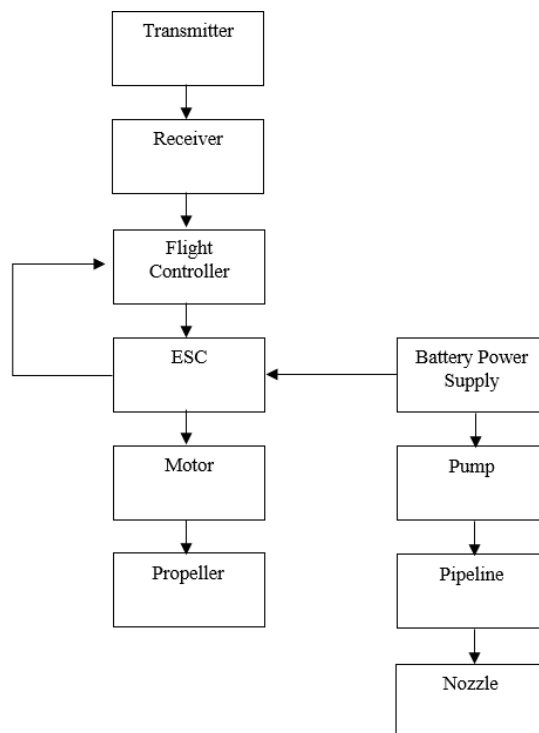 Transmitter
Receiver
Flight
Controller
ESC
Battery Power
Supply
Motor
Pump
Propeller
Pipeline
Nozzle